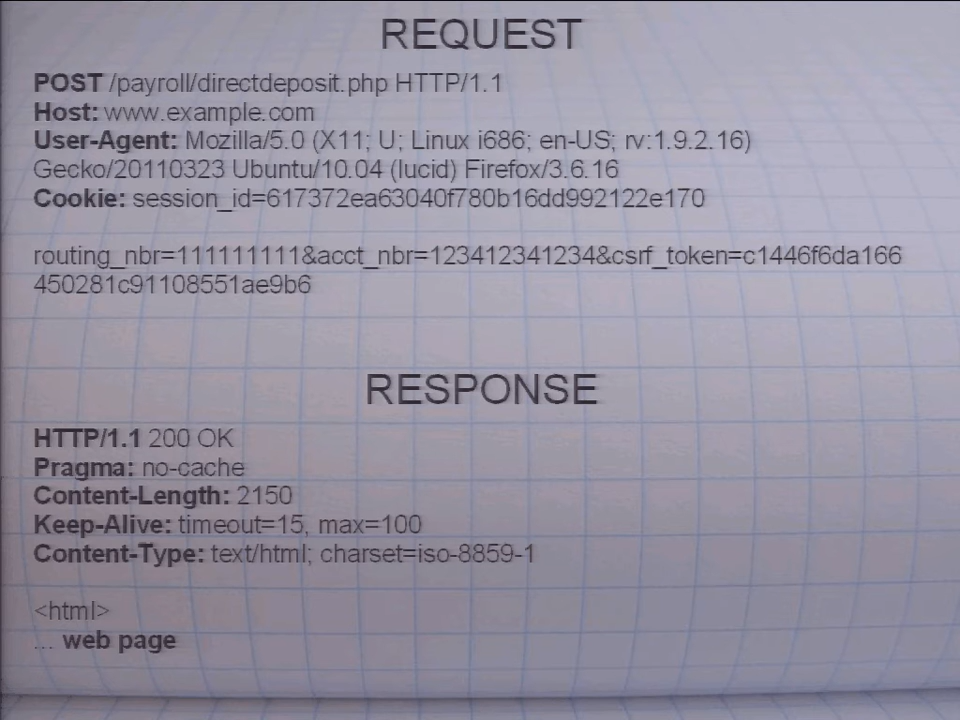 REQUEST
POST /payroll/directdeposit.php HTTP/1.1
Host: www.example.com
User-Agent: Mozilla/5.0 (X11; U; Linux i686; en-US; rv:1.9.2.16)
Gecko/20110323 Ubuntu/10.04 (lucid) Firefox/3.6.16
Cookie: session_id=617372ea63040f780b16dd992122e170
routing_nbr=111111111&acct_nbr=123412341234&csrf_token=c1446f6da166
450281c91108551ae9b6
RESPONSE
HTTP/1.1 200 OK
Pragma: no-cache
Content-Length: 2150
Keep-Alive: timeout=15, max=100
Content-Type: text/html; charset=iso-8859-1
<html>
... web page